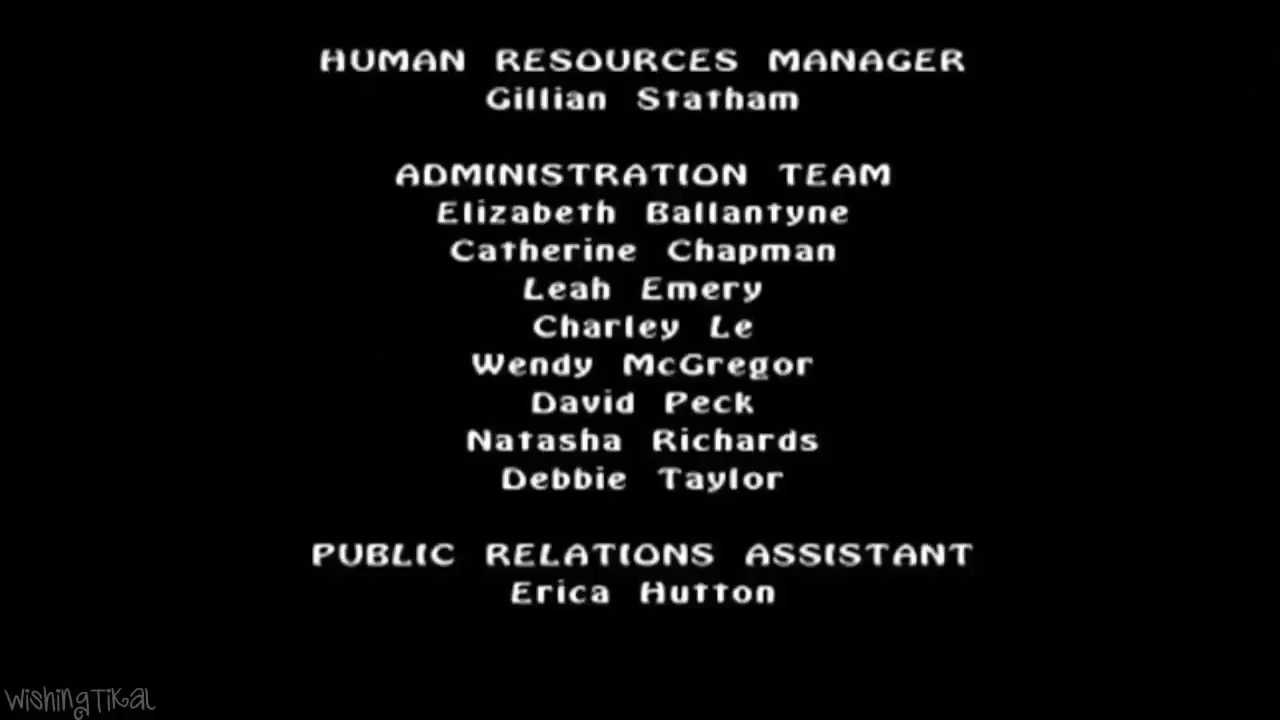 HUMAN RESOURCES MANAGER
Gillian Statham
ADMINISTRATION TEAM
Elizabeth Ballantyne
Catherine Chapman
Leah Emery
Charley Le
Wendy McGregor
David Peck
Natasha Richards
Debbie Taylor
PUBLIC RELATIONS ASSISTANT
Erica Hutton
WishingTikal